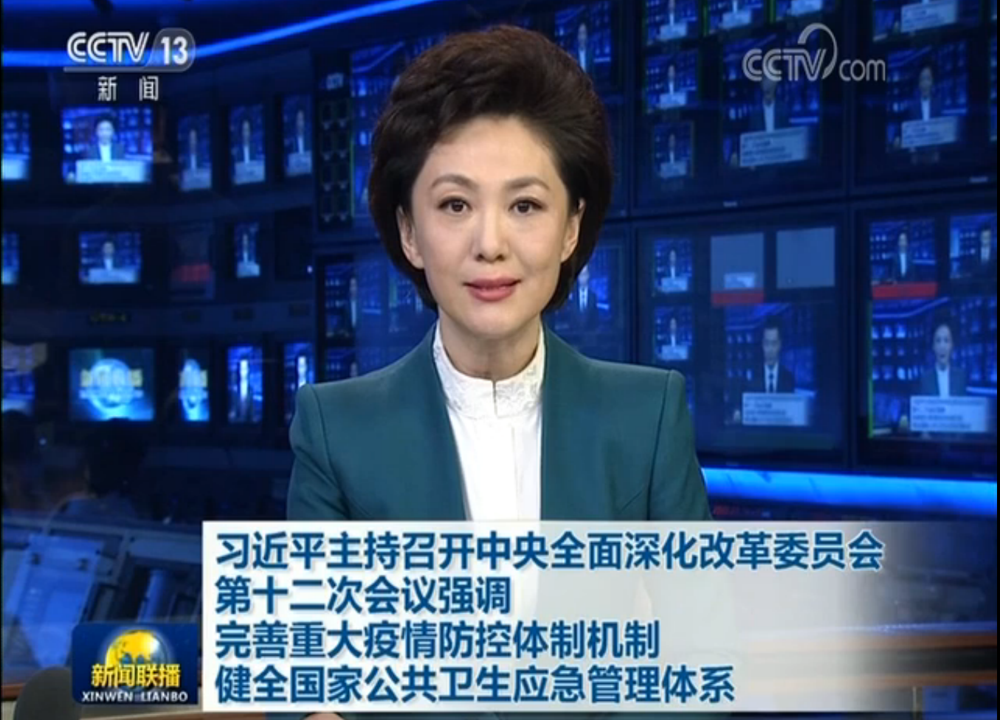 CCTV 13
新闻
CCTV.com
习近平主持召开中央全面深化改革委员会
第十二次会议强调
完善重大疫情防控体制机制
健全国家公共卫生应急管理体系
新闻联播
XINWEN LIANBO